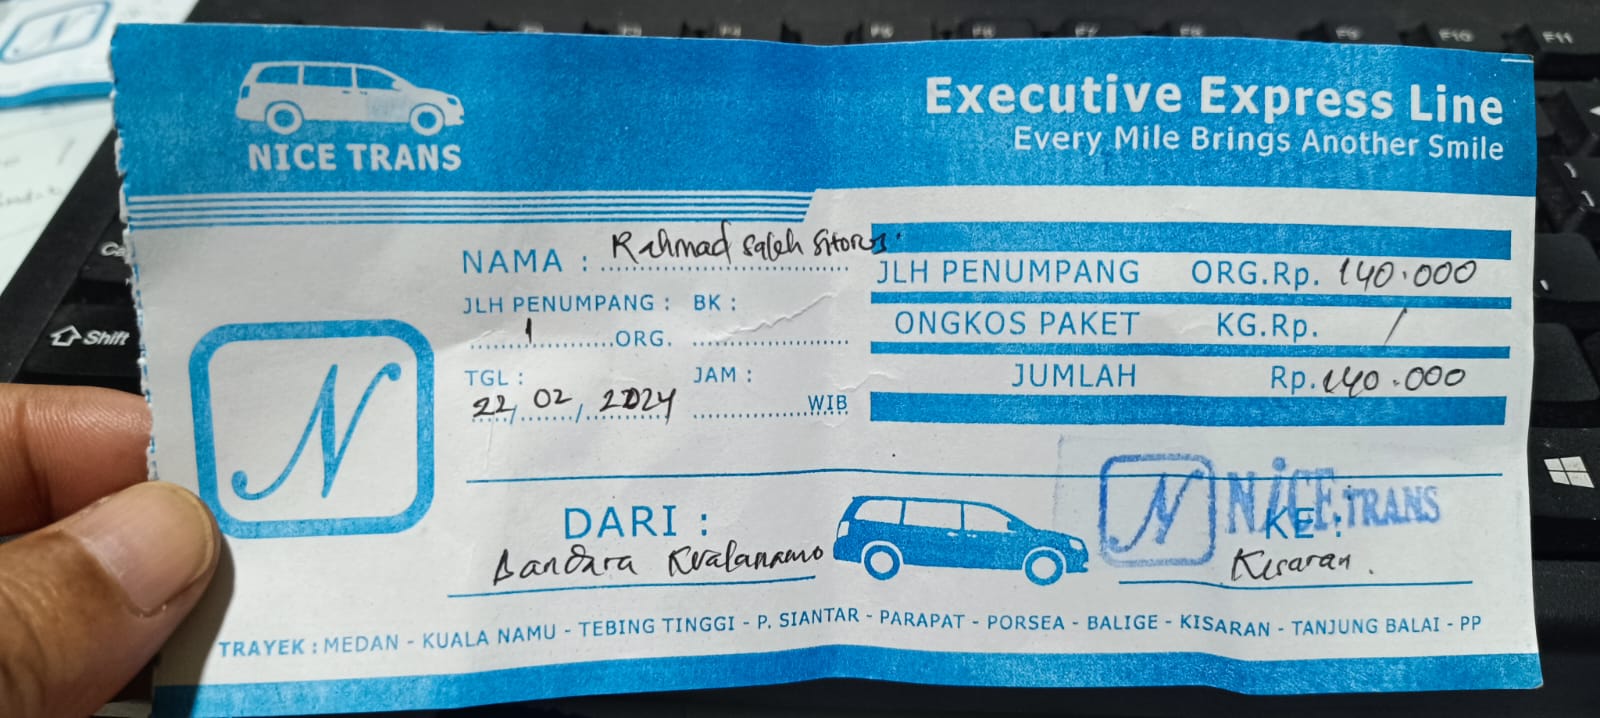 NICE TRANS
Executive Express Line
Every Mile Brings Another Smile
NAMA : Rahmad Saleh Sitorus.
JLH PENUMPANG : BK :
1 ORG.
TGL : JAM :
22/ 02 / 2024 WIB
JLH PENUMPANG ORG.Rp. 140.000
ONGKOS PAKET KG.Rp. /
JUMLAH Rp. 140.000
N
DARI :
Bandara Kualanamo
N NiCE TRANS
KE :
Kisaran.
TRAYEK : MEDAN - KUALA NAMU - TEBING TINGGI - P. SIANTAR - PARAPAT - PORSEA - BALIGE - KISARAN - TANJUNG BALAI - PP
Shift
F10
F11